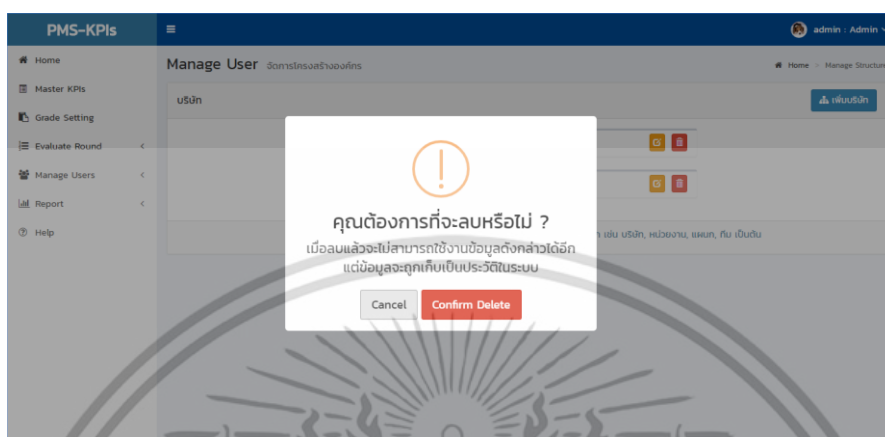 PMS-KPIs
admin : Admin
Home
Manage User จัดการโครงสร้างองค์กร
Home > Manage Structure
Master KPIs
บริษัท
เพิ่มบริษัท
Grade Setting
Evaluate Round
Manage Users
Report
Help
คุณต้องการที่จะลบหรือไม่ ?
เมื่อลบแล้วจะไม่สามารถใช้งานข้อมูลดังกล่าวได้อีก
แต่ข้อมูลจะถูกเก็บเป็นประวัติในระบบ
เช่น บริษัท, หน่วยงาน, แผนก, ทีม เป็นต้น
Cancel
Confirm Delete